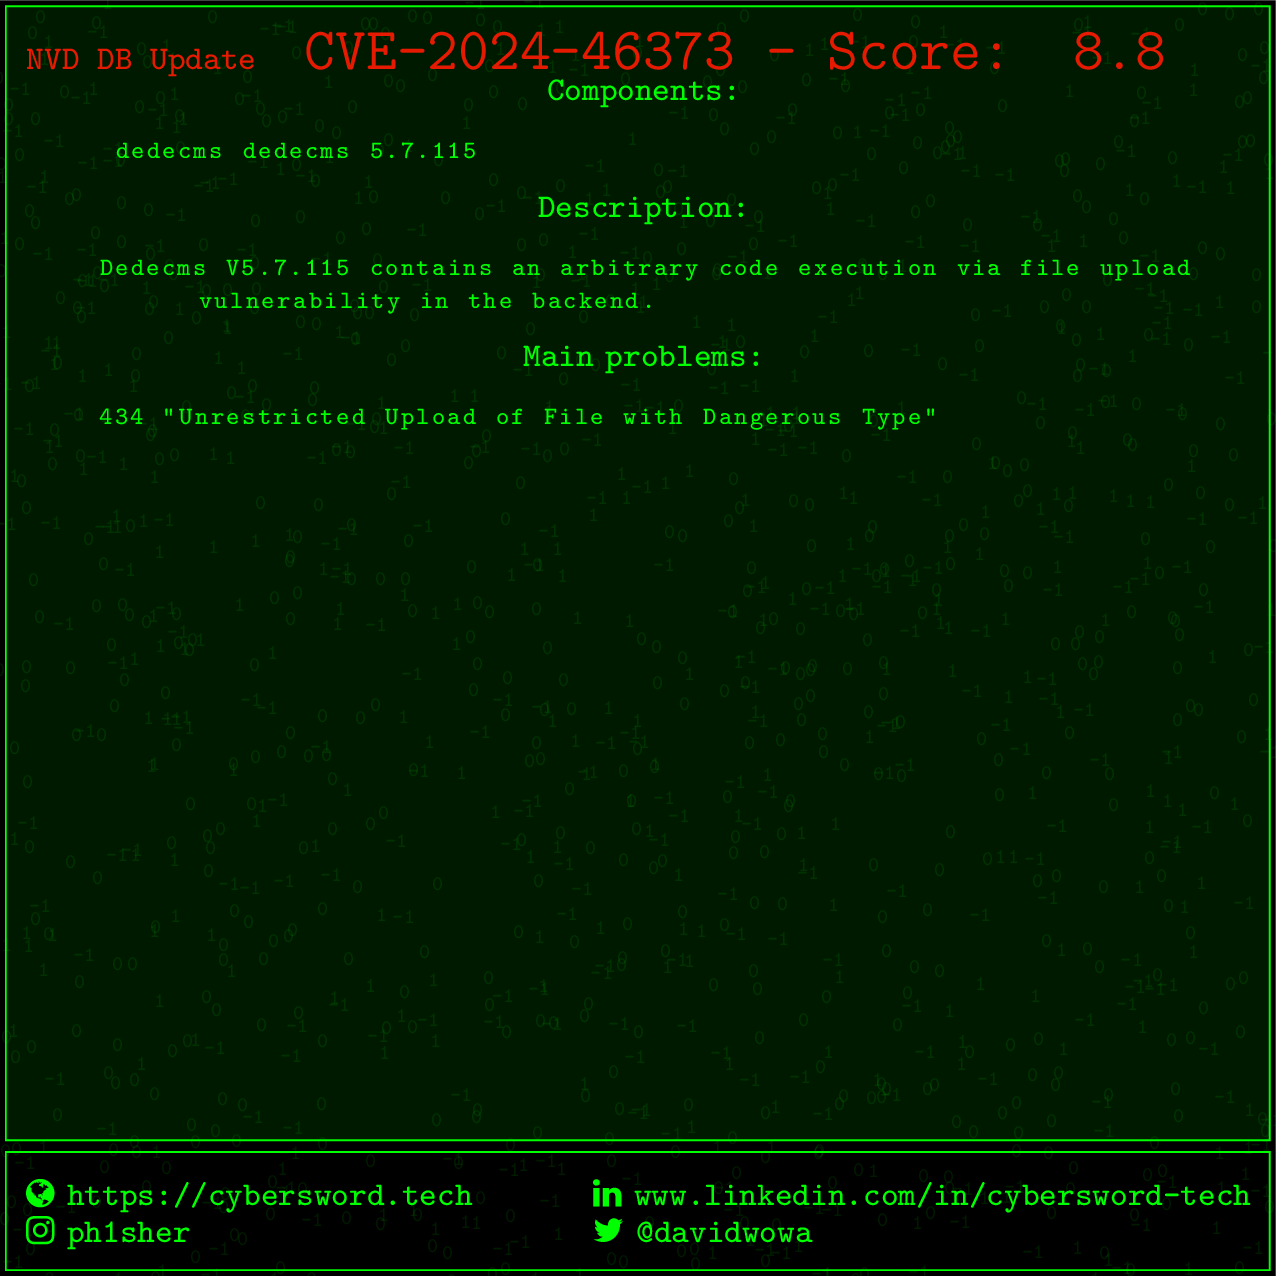 NVD DB Update CVE-2024-46373 - Score: 8.8
Components:
dedecms dedecms 5.7.115
Description:
Dedecms V5.7.115 contains an arbitrary code execution via file upload
vulnerability in the backend.
Main problems:
434 "Unrestricted Upload of File with Dangerous Type"
https://cybersword.tech
www.linkedin.com/in/cybersword-tech
ph1sher
@davidwowa